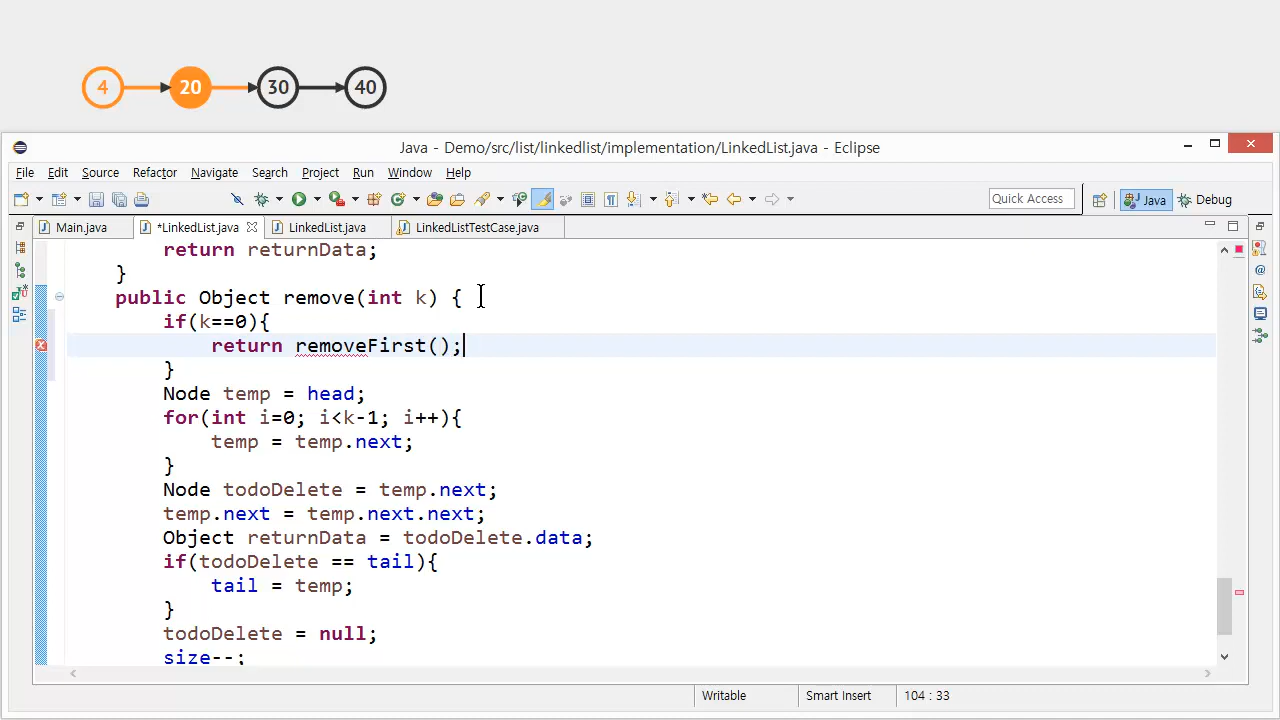 4 20 30 40
Java - Demo/src/list/linkedlist/implementation/LinkedList.java - Eclipse
File Edit Source Refactor Navigate Search Project Run Window Help
Quick Access Java Debug
Main.java *LinkedList.java LinkedList.java LinkedListTestCase.java
return returnData;
}
public Object remove(int k) {
if(k==0){
return removeFirst();
}
Node temp = head;
for(int i=0; i<k-1; i++){
temp = temp.next;
}
Node todoDelete = temp.next;
temp.next = temp.next.next;
Object returnData = todoDelete.data;
if(todoDelete == tail){
tail = temp;
}
todoDelete = null;
size--;
Writable Smart Insert 104 : 33